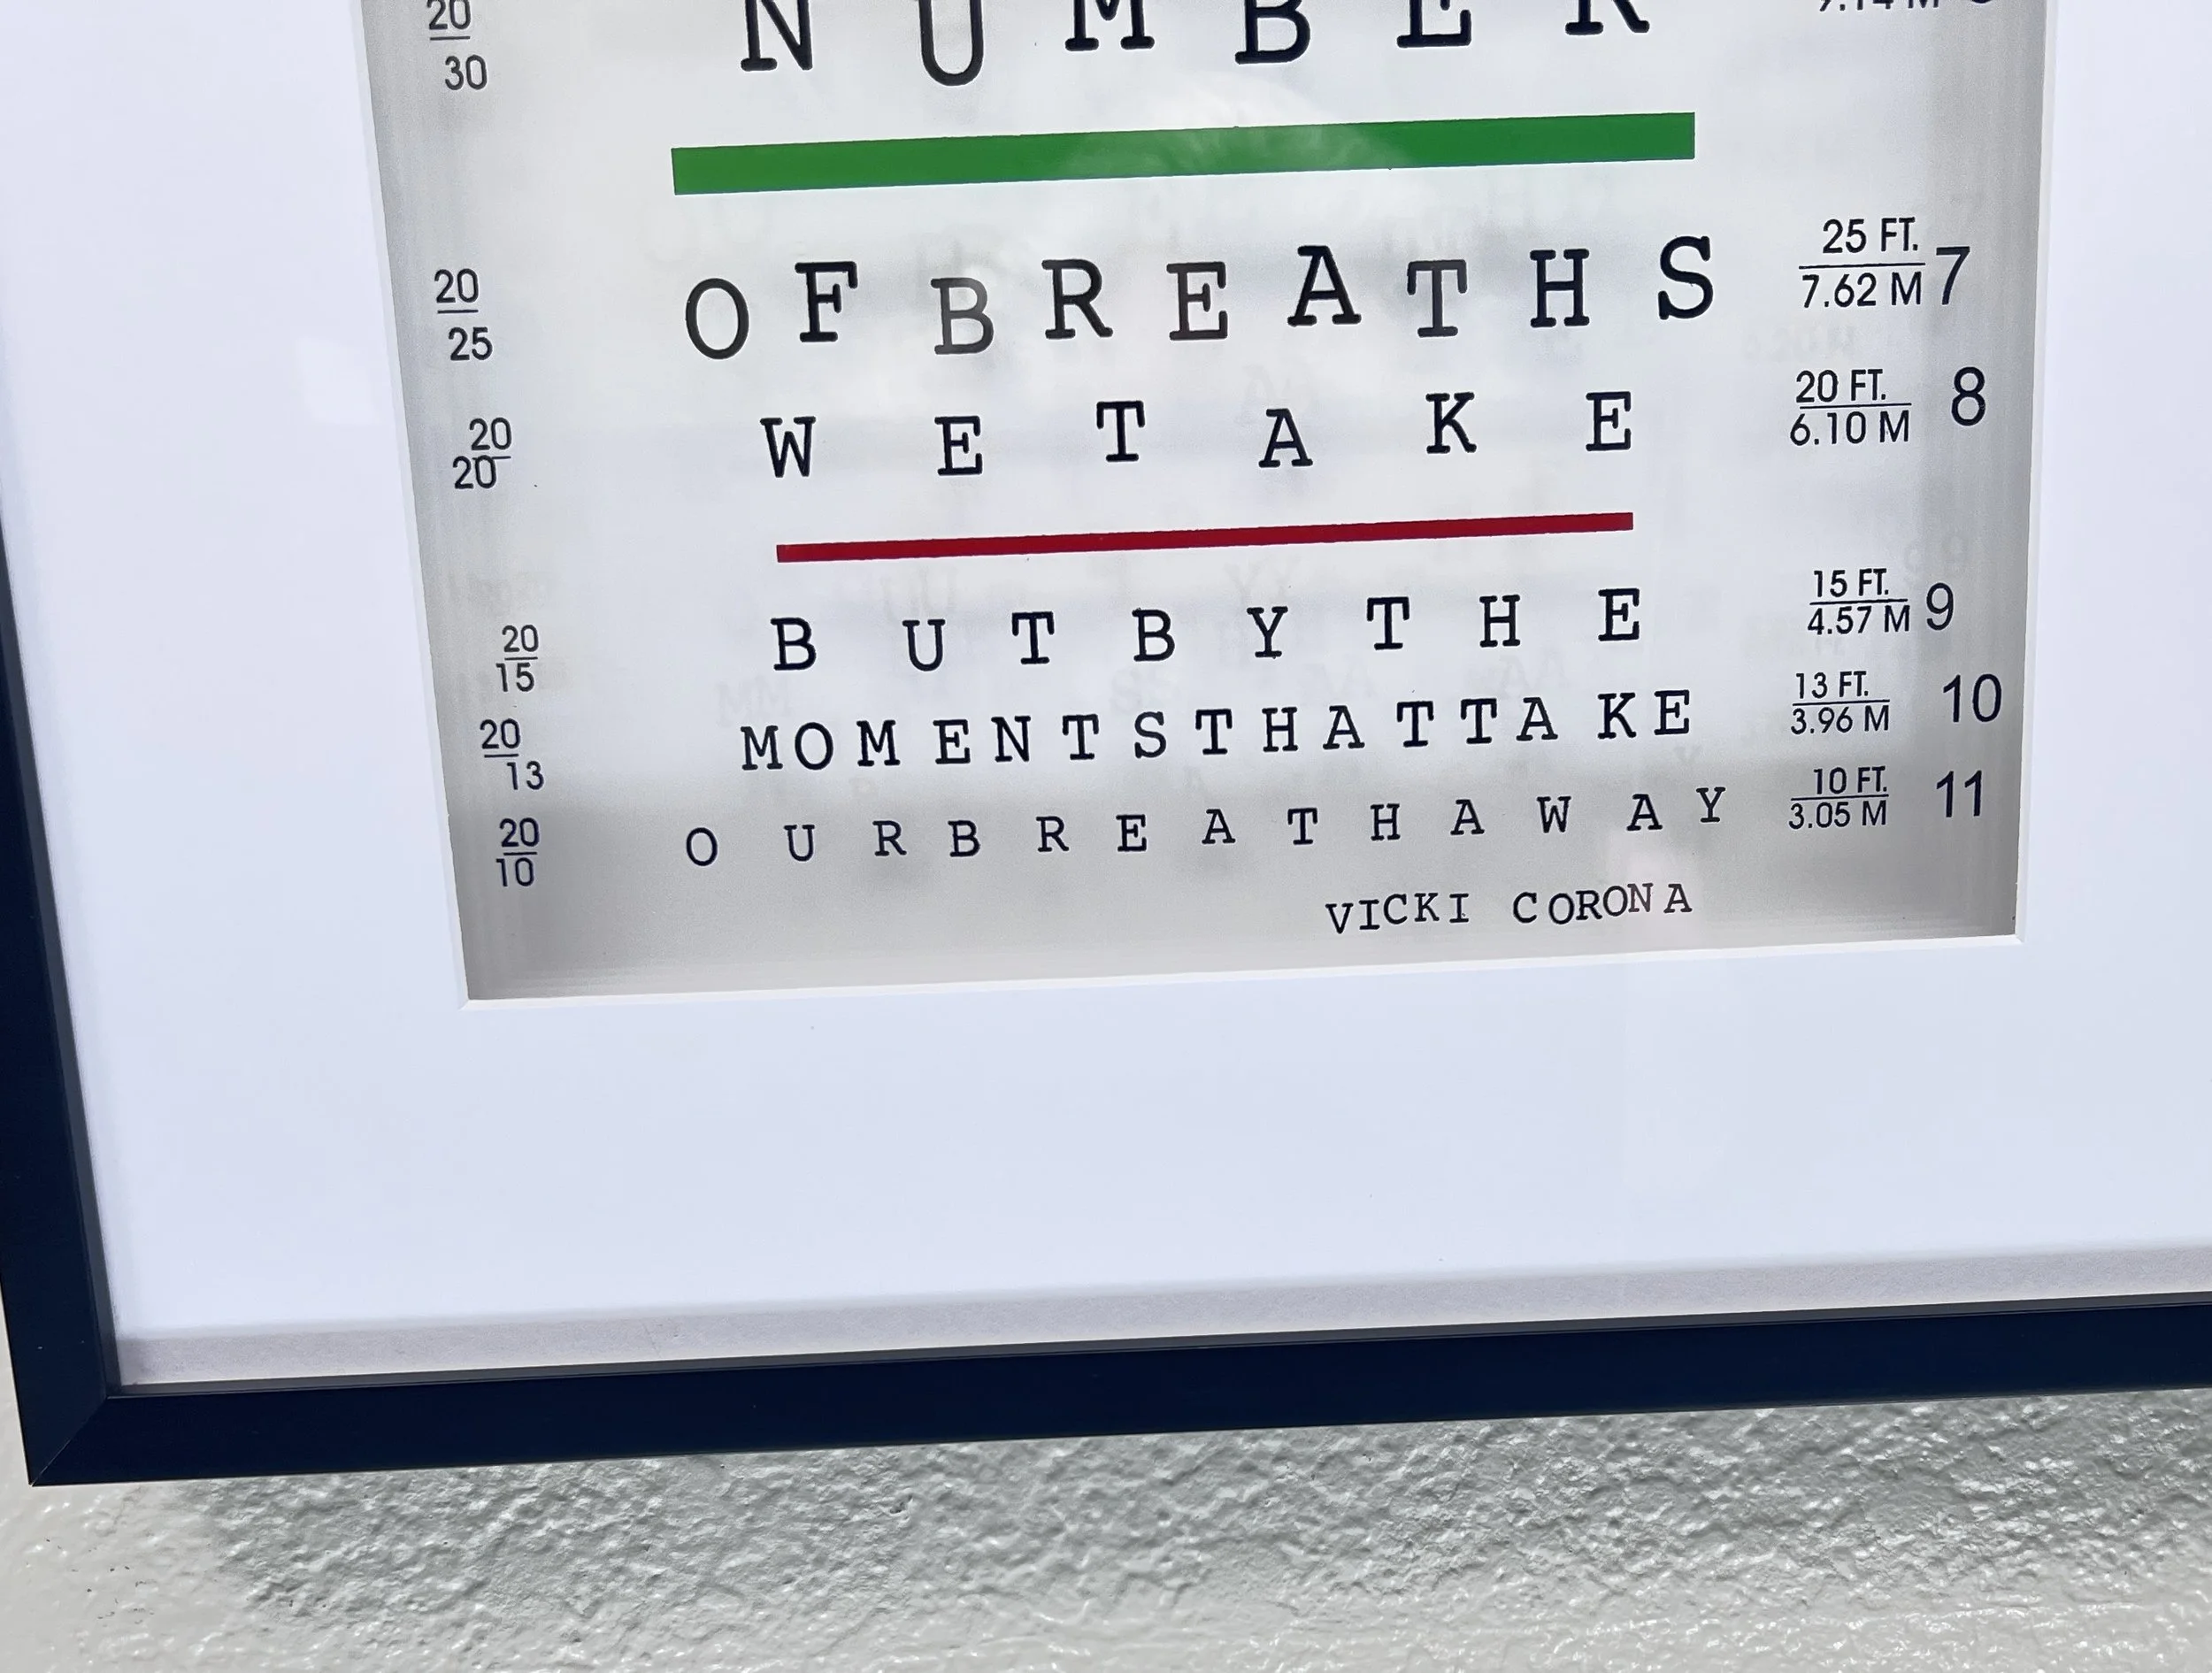 20/30 NUMBER
20/25 OFBREATHS 25 FT./7.62 M 7
20/20 WETAKE 20 FT./6.10 M 8
20/15 BUTBYTHE 15 FT./4.57 M 9
20/13 MOMENTSTHATTAKE 13 FT./3.96 M 10
20/10 OURBREATHAWAY 10 FT./3.05 M 11
VICKI CORONA